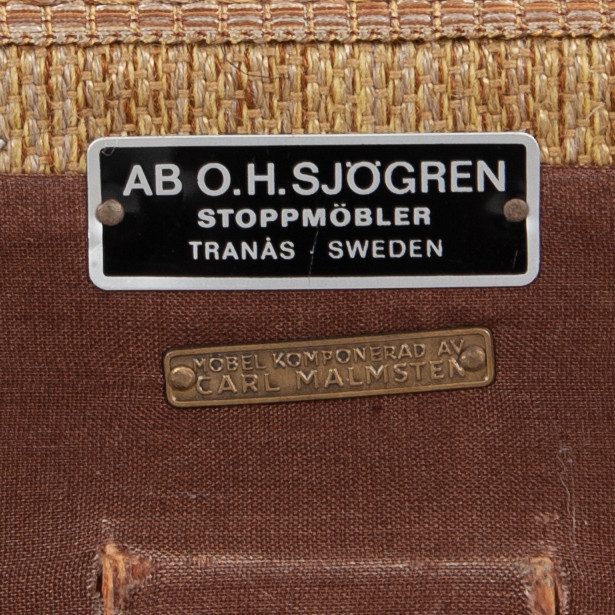 AB O.H.SJÖGREN
STOPPMÖBLER
TRANÅS SWEDEN
MÖBEL KOMPONERAD AV
CARL MALMSTEN